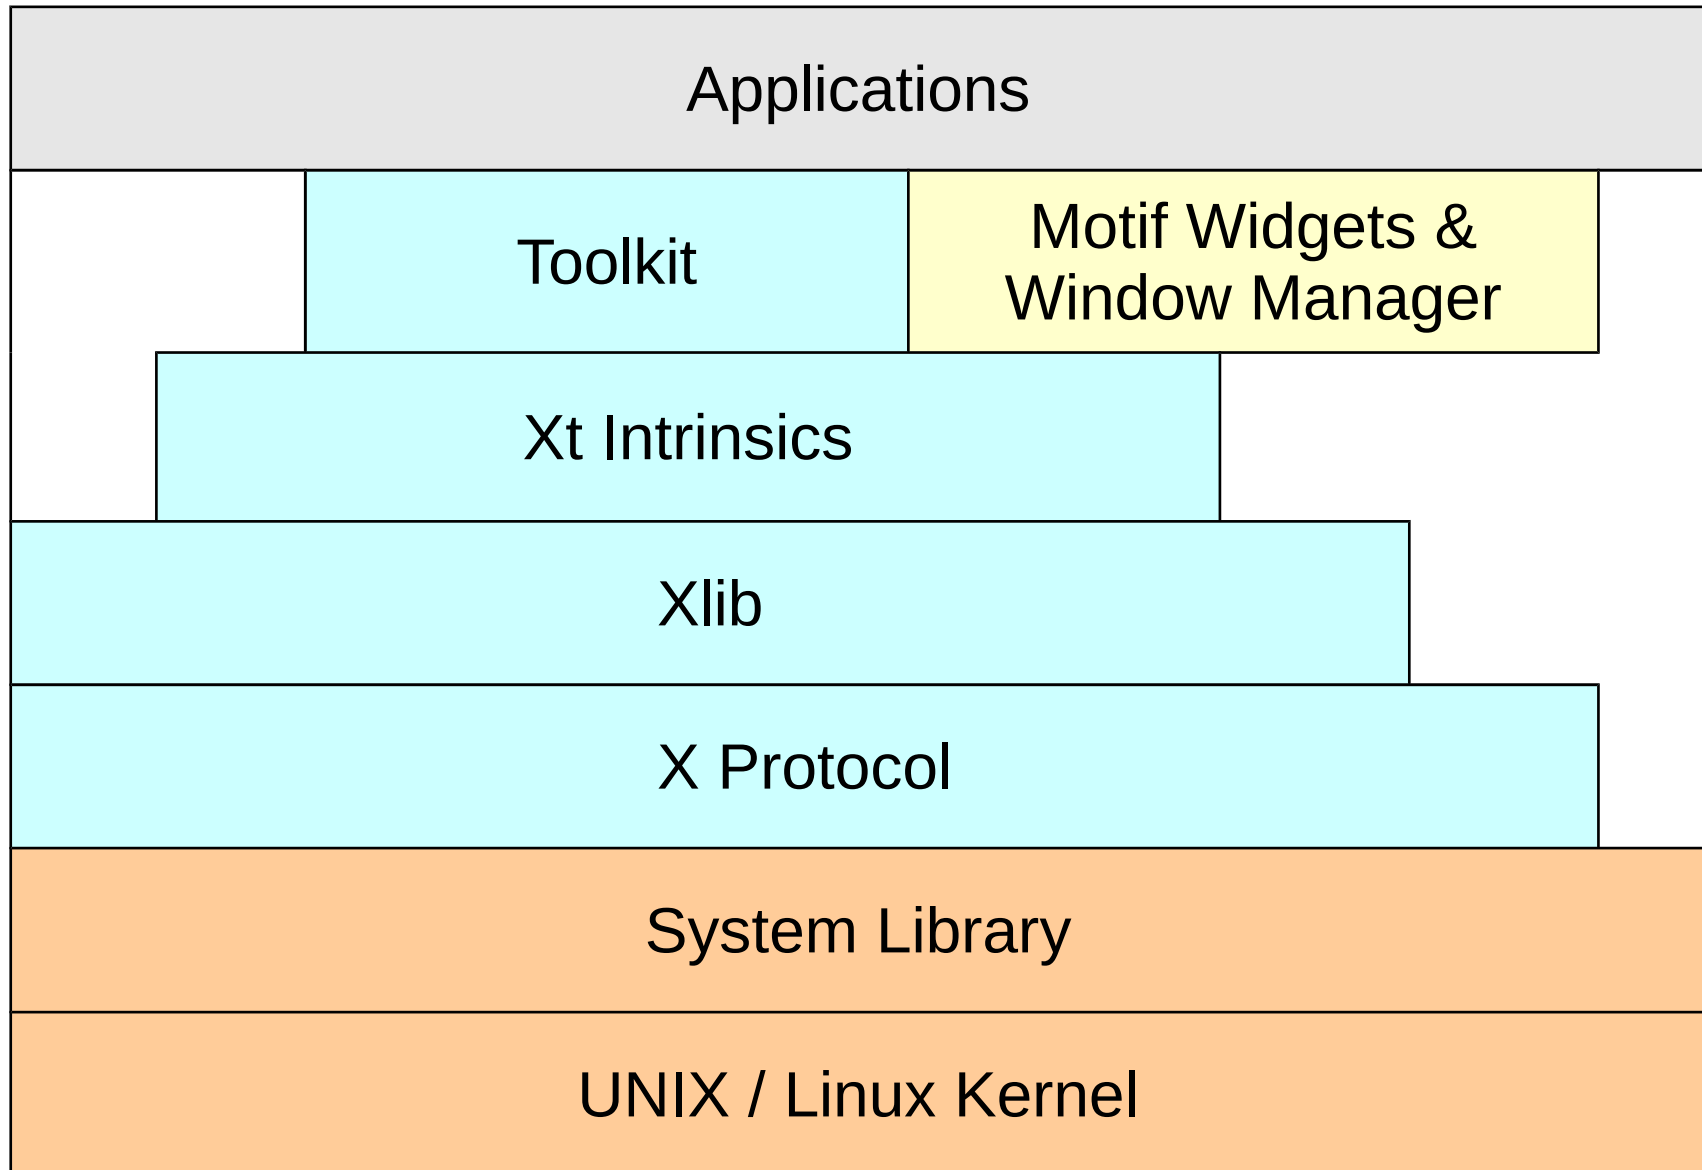 Applications
Toolkit
Motif Widgets &
Window Manager
Xt Intrinsics
Xlib
X Protocol
System Library
UNIX / Linux Kernel